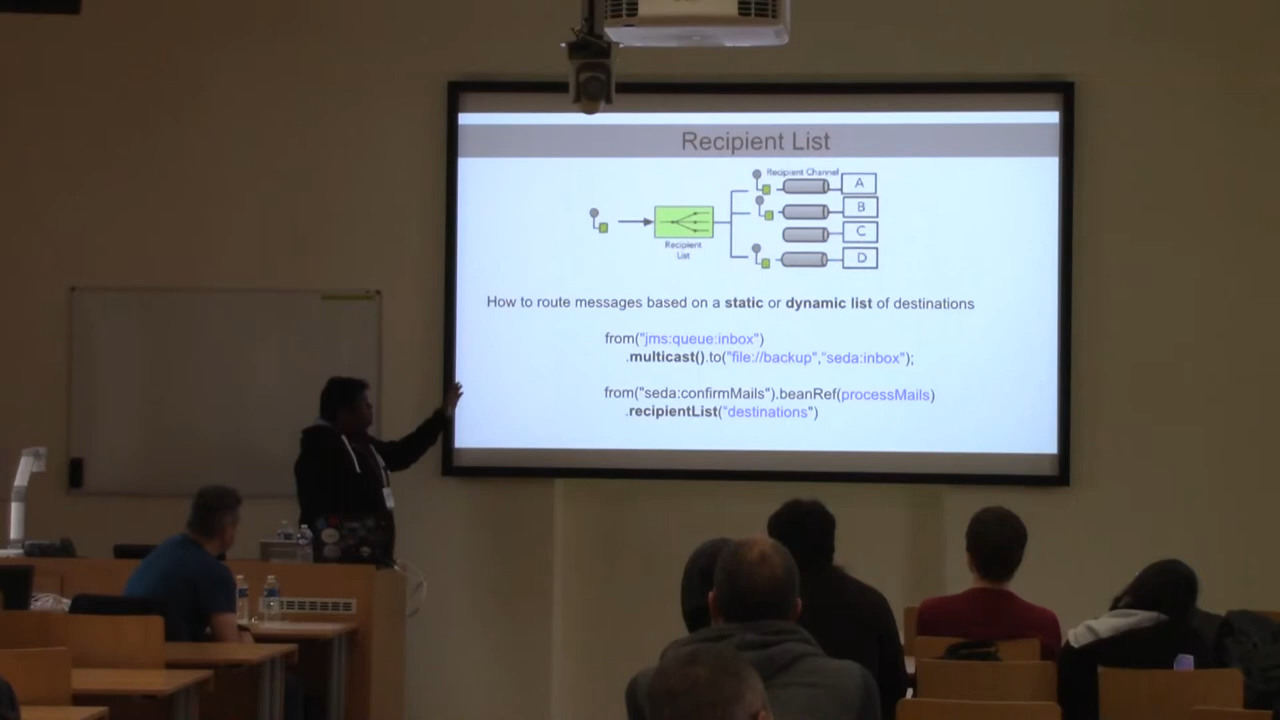 Recipient List
Recipient Channel
A
B
C
D
Recipient
List
How to route messages based on a static or dynamic list of destinations
from("jms:queue:inbox")
.multicast().to("file://backup","seda:inbox");
from("seda:confirmMails").beanRef(processMails)
.recipientList("destinations")